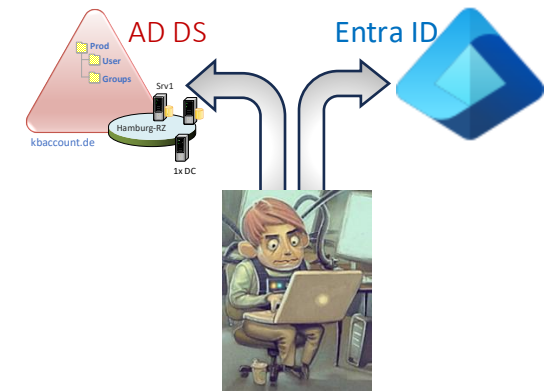 AD DS
Entra ID
Prod
User
Groups
Srv1
Hamburg-RZ
kbaccount.de
1x DC